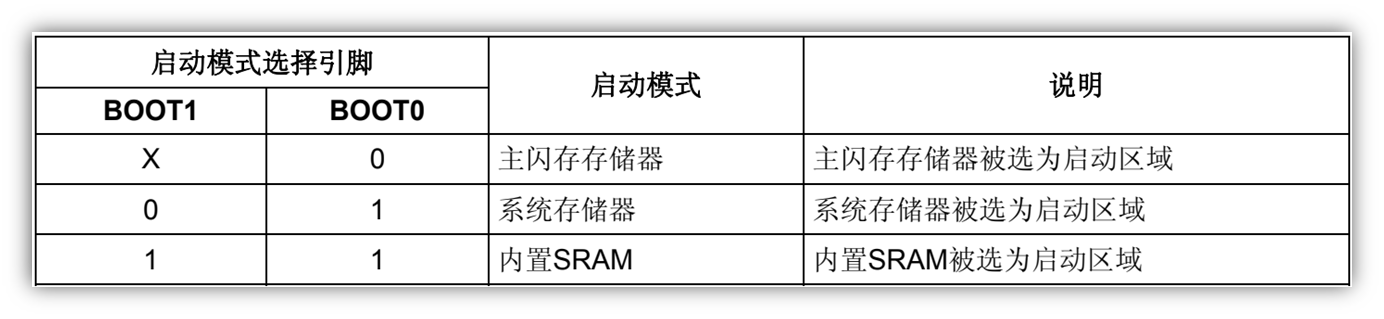 启动模式选择引脚 启动模式 说明
BOOT1 BOOT0
X 0 主闪存存储器 主闪存存储器被选为启动区域
0 1 系统存储器 系统存储器被选为启动区域
1 1 内置SRAM 内置SRAM被选为启动区域